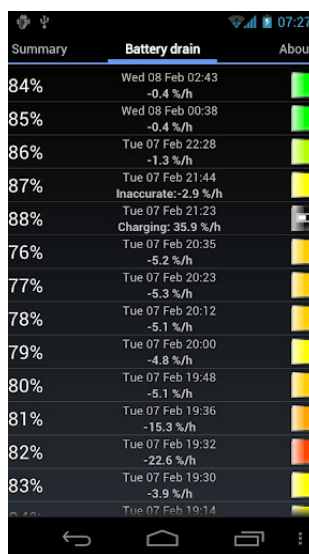 07:27
Summary
Battery drain
Abou
84%
Wed 08 Feb 02:43
-0.4 %/h
85%
Wed 08 Feb 00:38
-0.4 %/h
86%
Tue 07 Feb 22:28
-1.3 %/h
87%
Tue 07 Feb 21:44
Inaccurate:-2.9 %/h
88%
Tue 07 Feb 21:23
Charging: 35.9 %/h
76%
Tue 07 Feb 20:35
-5.2 %/h
77%
Tue 07 Feb 20:23
-5.3 %/h
78%
Tue 07 Feb 20:12
-5.1 %/h
79%
Tue 07 Feb 20:00
-4.8 %/h
80%
Tue 07 Feb 19:48
-5.1 %/h
81%
Tue 07 Feb 19:36
-15.3 %/h
82%
Tue 07 Feb 19:32
-22.6 %/h
83%
Tue 07 Feb 19:30
-3.9 %/h
Tue 07 Feb 19:14